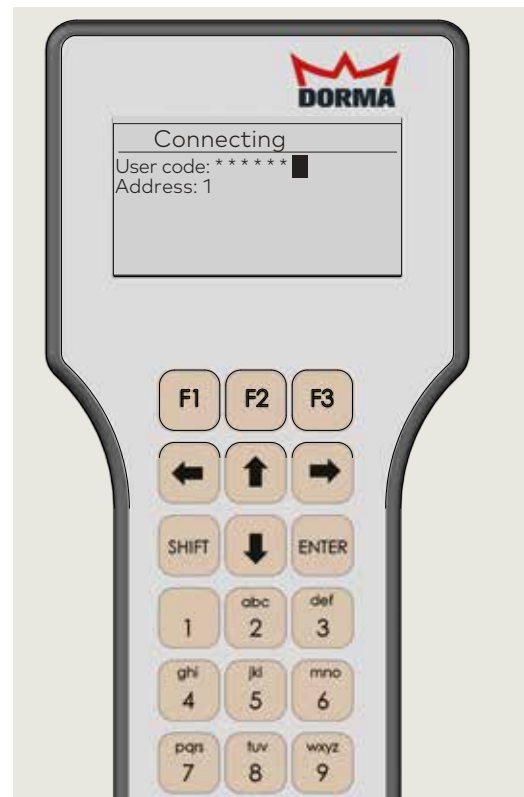 DORMA
Connecting
User code: * * * * * *
Address: 1
F1 F2 F3
SHIFT ENTER
abc def
1 2 3
ghi jkl mno
4 5 6
pqrs tuv wxyz
7 8 9